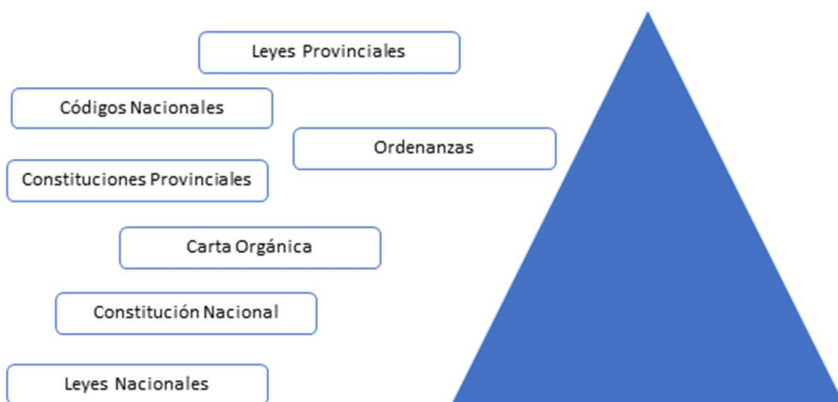 Leyes Provinciales
Códigos Nacionales
Ordenanzas
Constituciones Provinciales
Carta Orgánica
Constitución Nacional
Leyes Nacionales